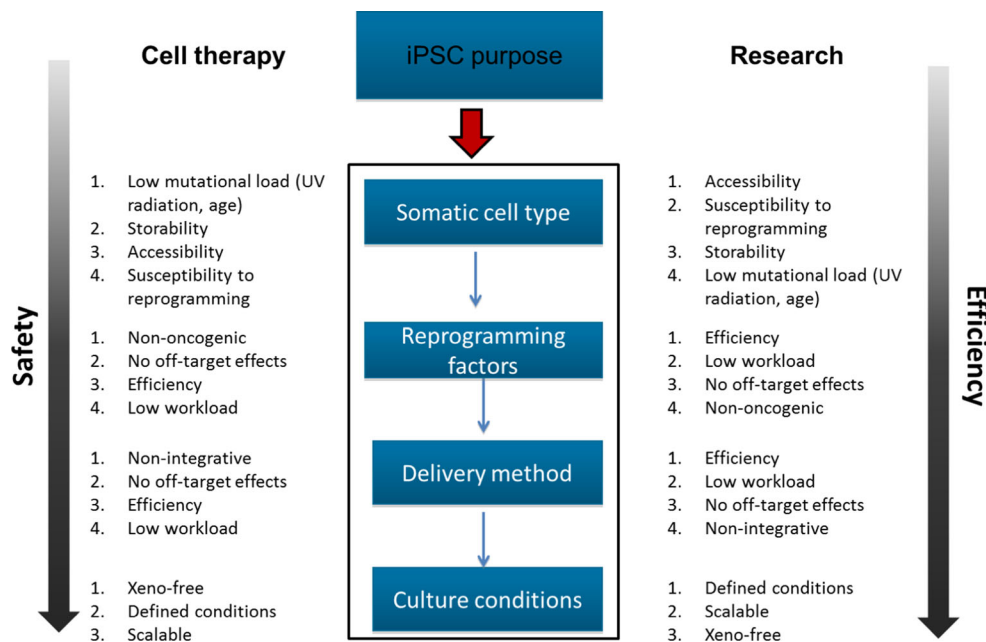 Cell therapy
iPSC purpose
Research
Safety
1. Low mutational load (UV
radiation, age)
2. Storability
3. Accessibility
4. Susceptibility to
reprogramming
Somatic cell type
1. Accessibility
2. Susceptibility to
reprogramming
3. Storability
4. Low mutational load (UV
radiation, age)
Efficiency
1. Non-oncogenic
2. No off-target effects
3. Efficiency
4. Low workload
Reprogramming
factors
1. Efficiency
2. Low workload
3. No off-target effects
4. Non-oncogenic
1. Non-integrative
2. No off-target effects
3. Efficiency
4. Low workload
Delivery method
1. Efficiency
2. Low workload
3. No off-target effects
4. Non-integrative
1. Xeno-free
2. Defined conditions
3. Scalable
Culture conditions
1. Defined conditions
2. Scalable
3. Xeno-free